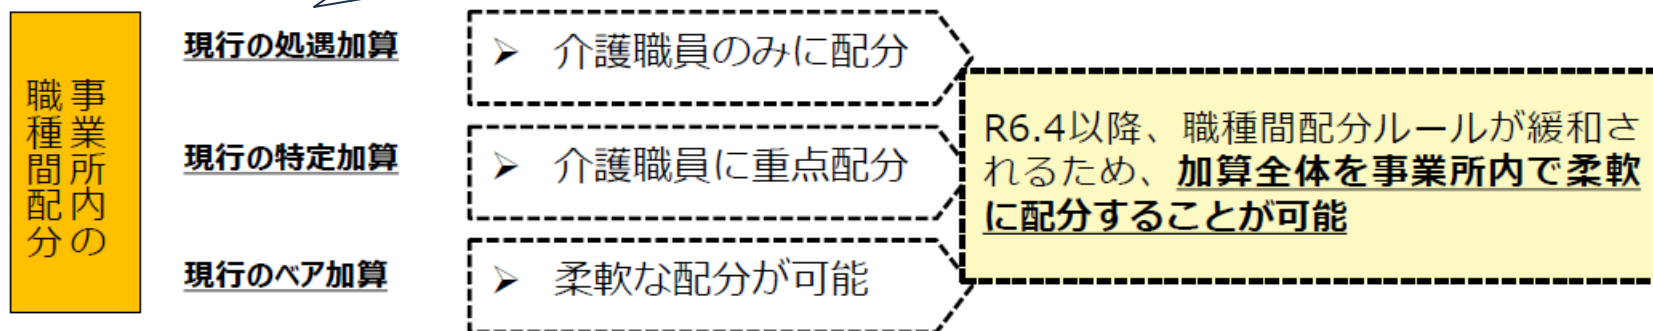 事業所内の
職種間配分
現行の処遇加算
➢ 介護職員のみに配分
現行の特定加算
➢ 介護職員に重点配分
現行のベア加算
➢ 柔軟な配分が可能
R6.4以降、職種間配分ルールが緩和さ
れるため、加算全体を事業所内で柔軟
に配分することが可能